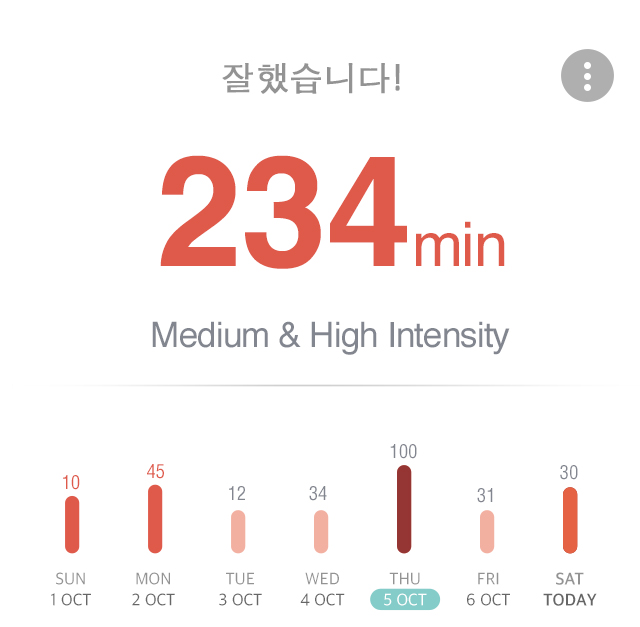 잘했습니다!
234min
Medium & High Intensity
10 45 12 34 100 31 30
SUN MON TUE WED THU FRI SAT
1 OCT 2 OCT 3 OCT 4 OCT 5 OCT 6 OCT TODAY